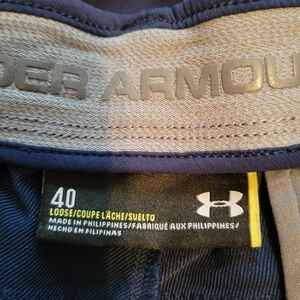 DER ARMOU
40
LOOSE/COUPE LÂCHE/SUELTO
MADE IN PHILIPPINES/FABRIQUÉ AUX PHILIPPINES/
HECHO EN FILIPINAS